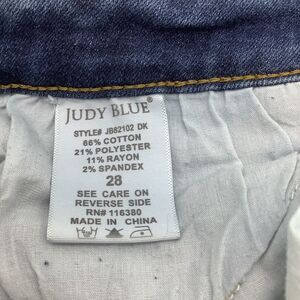 JUDY BLUE®
STYLE# JB82102 DK
66% COTTON
21% POLYESTER
11% RAYON
2% SPANDEX
28
SEE CARE ON
REVERSE SIDE
RN# 116380
MADE IN CHINA